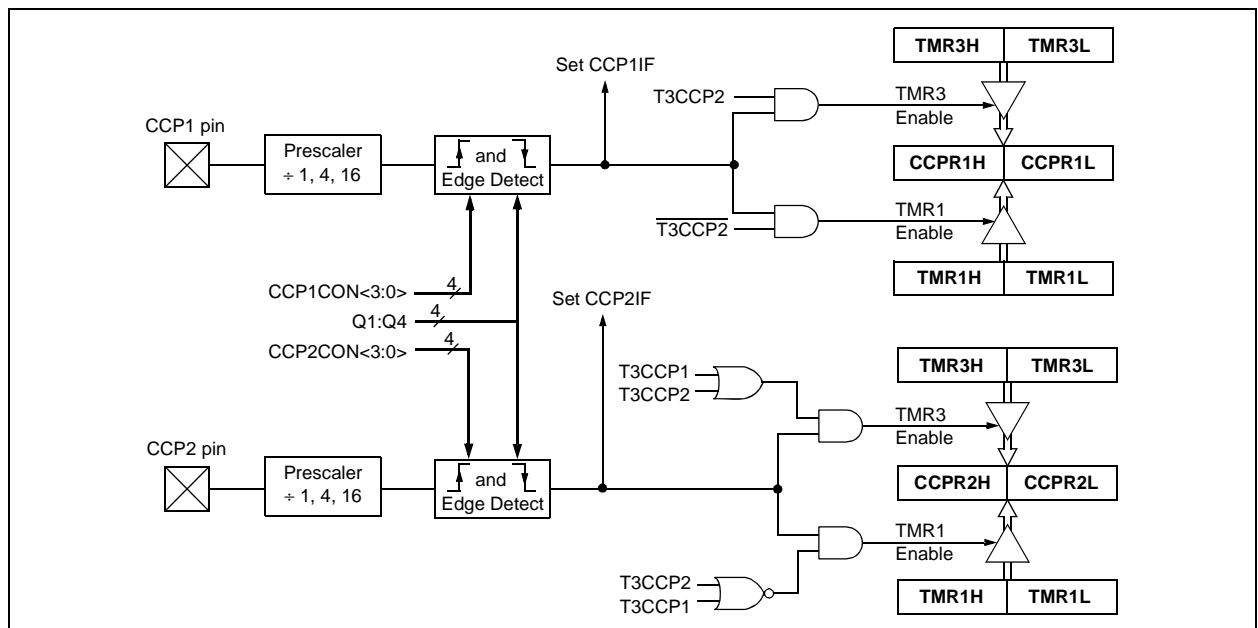 TMR3H TMR3L
Set CCP1IF
T3CCP2
TMR3
Enable
CCP1 pin
Prescaler
÷ 1, 4, 16
and
Edge Detect
CCPR1H CCPR1L
T3CCP2
TMR1
Enable
TMR1H TMR1L
CCP1CON<3:0> 4
Q1:Q4 4
CCP2CON<3:0> 4
Set CCP2IF
TMR3H TMR3L
T3CCP1
T3CCP2
TMR3
Enable
CCP2 pin
Prescaler
÷ 1, 4, 16
and
Edge Detect
CCPR2H CCPR2L
TMR1
Enable
T3CCP2
T3CCP1
TMR1H TMR1L